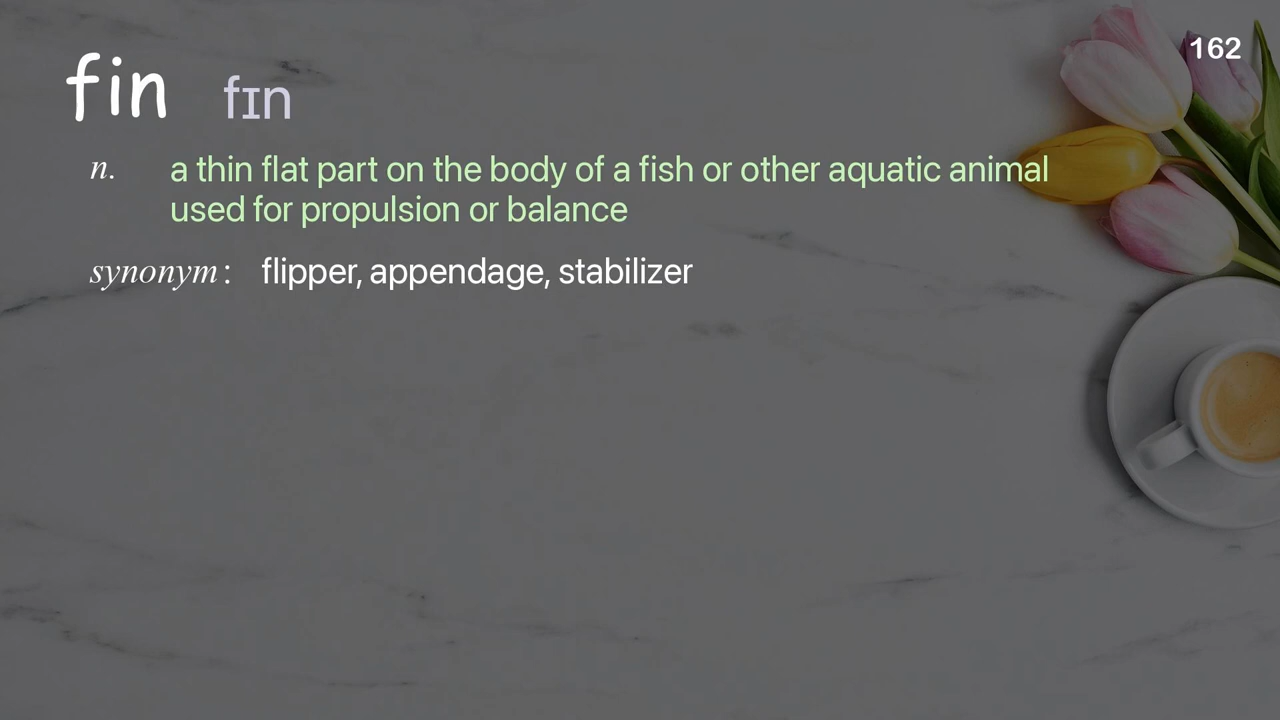 162
fin fɪn
n. a thin flat part on the body of a fish or other aquatic animal
used for propulsion or balance
synonym: flipper, appendage, stabilizer